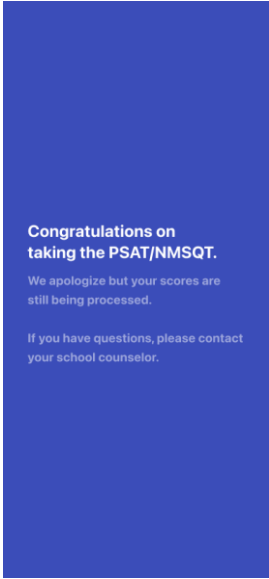 Congratulations on
taking the PSAT/NMSQT.
We apologize but your scores are
still being processed.
If you have questions, please contact
your school counselor.